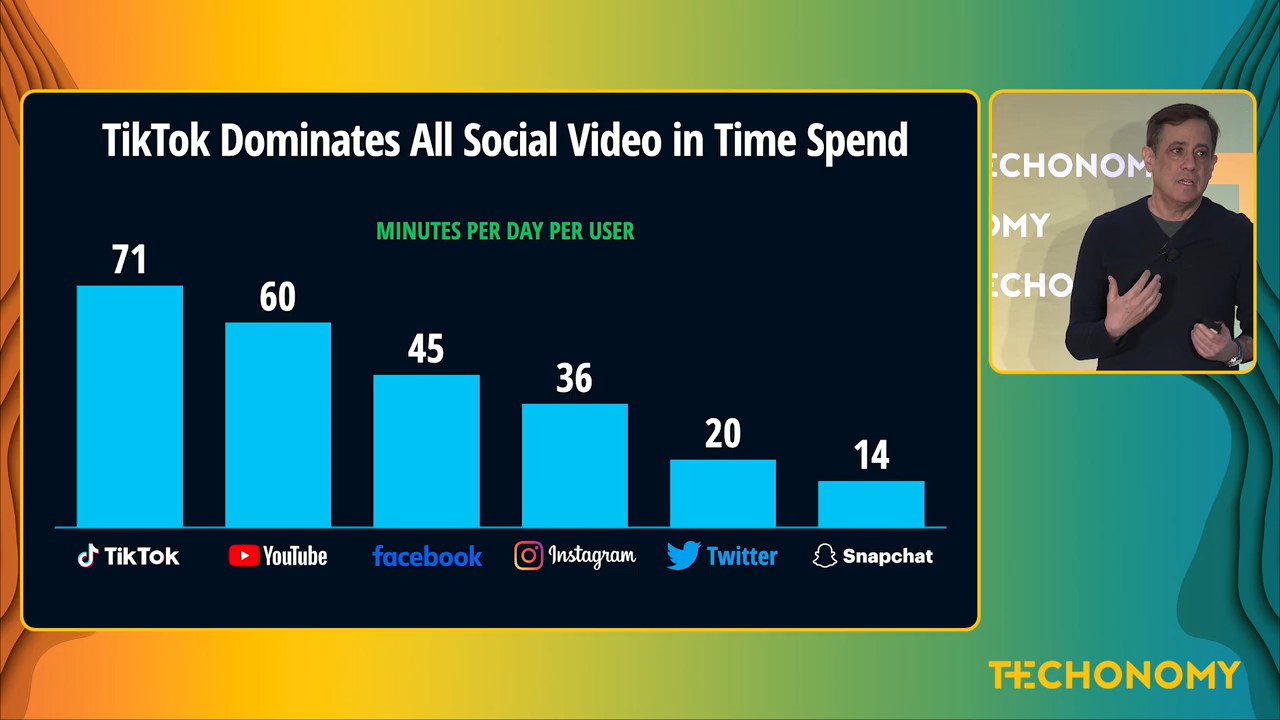 TikTok Dominates All Social Video in Time Spend
MINUTES PER DAY PER USER
71
60
45
36
20
14
TikTok
YouTube
facebook
Instagram
Twitter
Snapchat
ECHONOM
OMY
ECHO
TECHONOMY